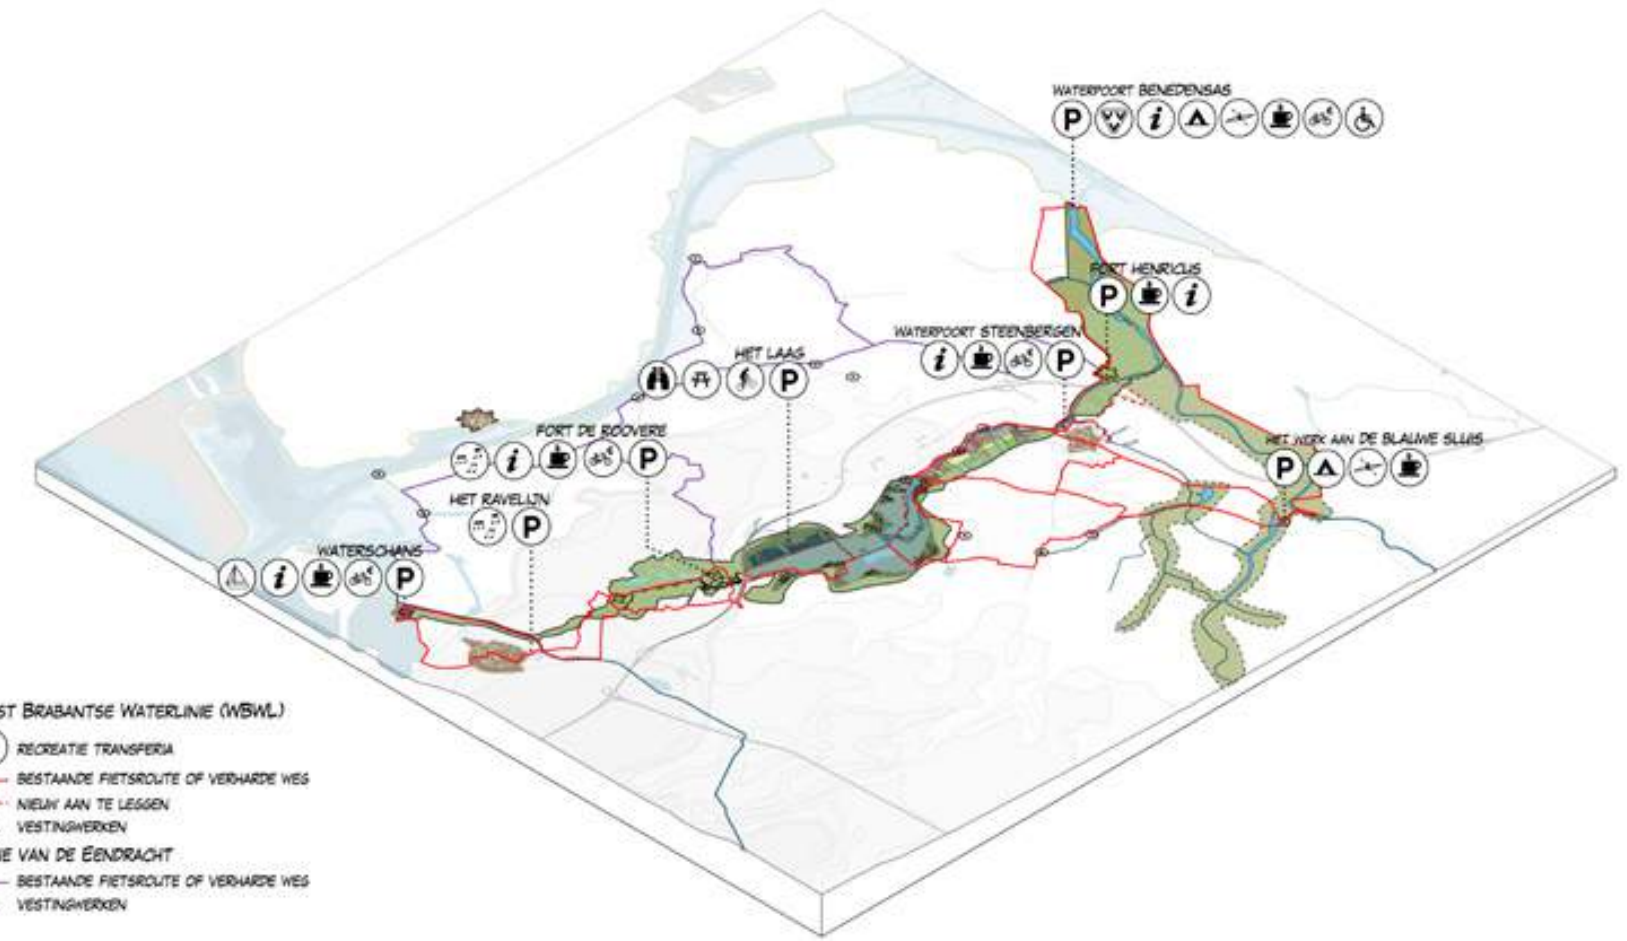 WATERPOORT BENEDENSAS
P i
FORT HENRICUS
P i
WATERPOORT STEENBERGEN
i P
HET LAAG
P
FORT DE ROOVERE
i P
HET WERK AAN DE BLAUWE SLUIS
P
HET RAVELIJN
P
WATERSCHANS
i P
ST BRABANTSE WATERLINIE (WBWL)
RECREATIE TRANSFERIA
BESTAANDE FIETSROUTE OF VERHARDE WEG
NIEUW AAN TE LEGGEN
VESTINGWERKEN
IE VAN DE EENDRACHT
BESTAANDE FIETSROUTE OF VERHARDE WEG
VESTINGWERKEN